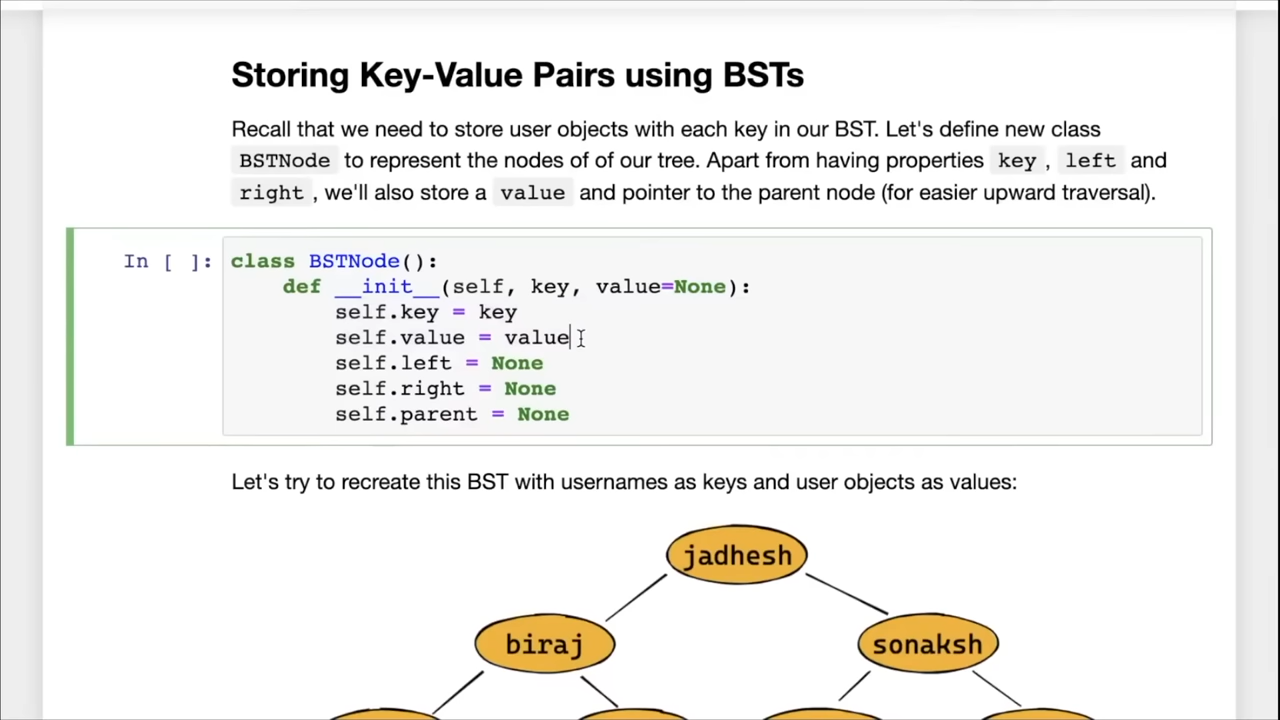 Storing Key-Value Pairs using BSTs
Recall that we need to store user objects with each key in our BST. Let's define new class
BSTNode to represent the nodes of of our tree. Apart from having properties key , left and
right , we'll also store a value and pointer to the parent node (for easier upward traversal).
In [ ]: class BSTNode():
def __init__(self, key, value=None):
self.key = key
self.value = value
self.left = None
self.right = None
self.parent = None
Let's try to recreate this BST with usernames as keys and user objects as values:
jadhesh
biraj sonaksh